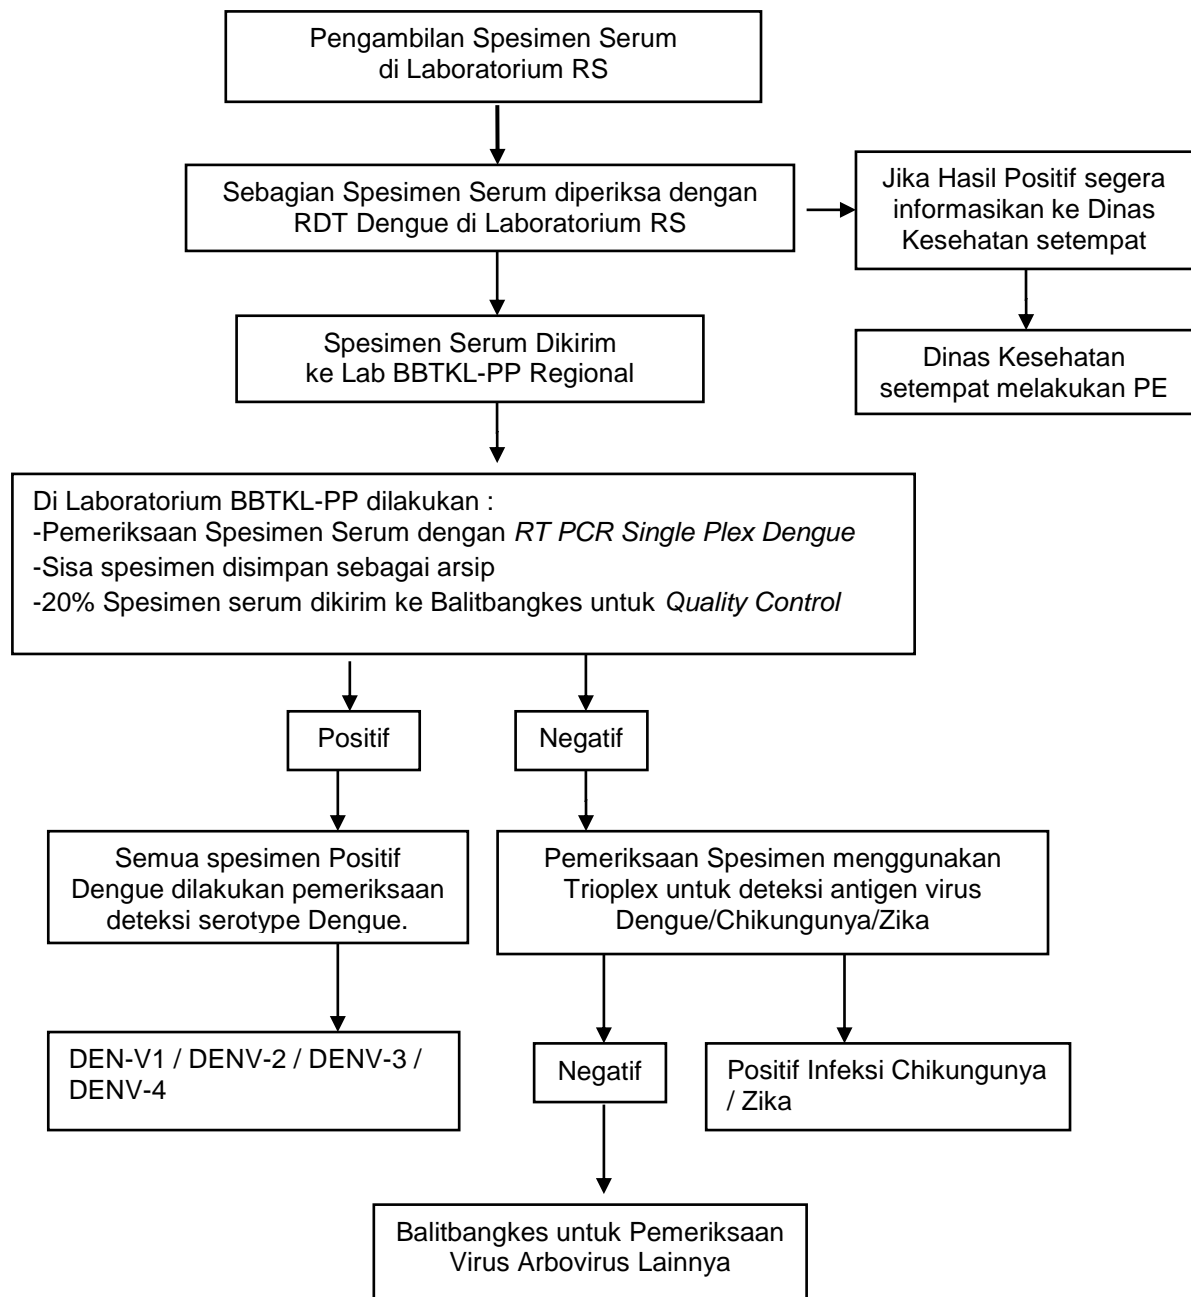 Pengambilan Spesimen Serum
di Laboratorium RS
Sebagian Spesimen Serum diperiksa dengan
RDT Dengue di Laboratorium RS
Jika Hasil Positif segera
informasikan ke Dinas
Kesehatan setempat
Spesimen Serum Dikirim
ke Lab BBTKL-PP Regional
Dinas Kesehatan
setempat melakukan PE
Di Laboratorium BBTKL-PP dilakukan :
-Pemeriksaan Spesimen Serum dengan RT PCR Single Plex Dengue
-Sisa spesimen disimpan sebagai arsip
-20% Spesimen serum dikirim ke Balitbangkes untuk Quality Control
Positif
Negatif
Semua spesimen Positif
Dengue dilakukan pemeriksaan
deteksi serotype Dengue.
Pemeriksaan Spesimen menggunakan
Trioplex untuk deteksi antigen virus
Dengue/Chikungunya/Zika
DEN-V1 / DENV-2 / DENV-3 /
DENV-4
Negatif
Positif Infeksi Chikungunya
/ Zika
Balitbangkes untuk Pemeriksaan
Virus Arbovirus Lainnya